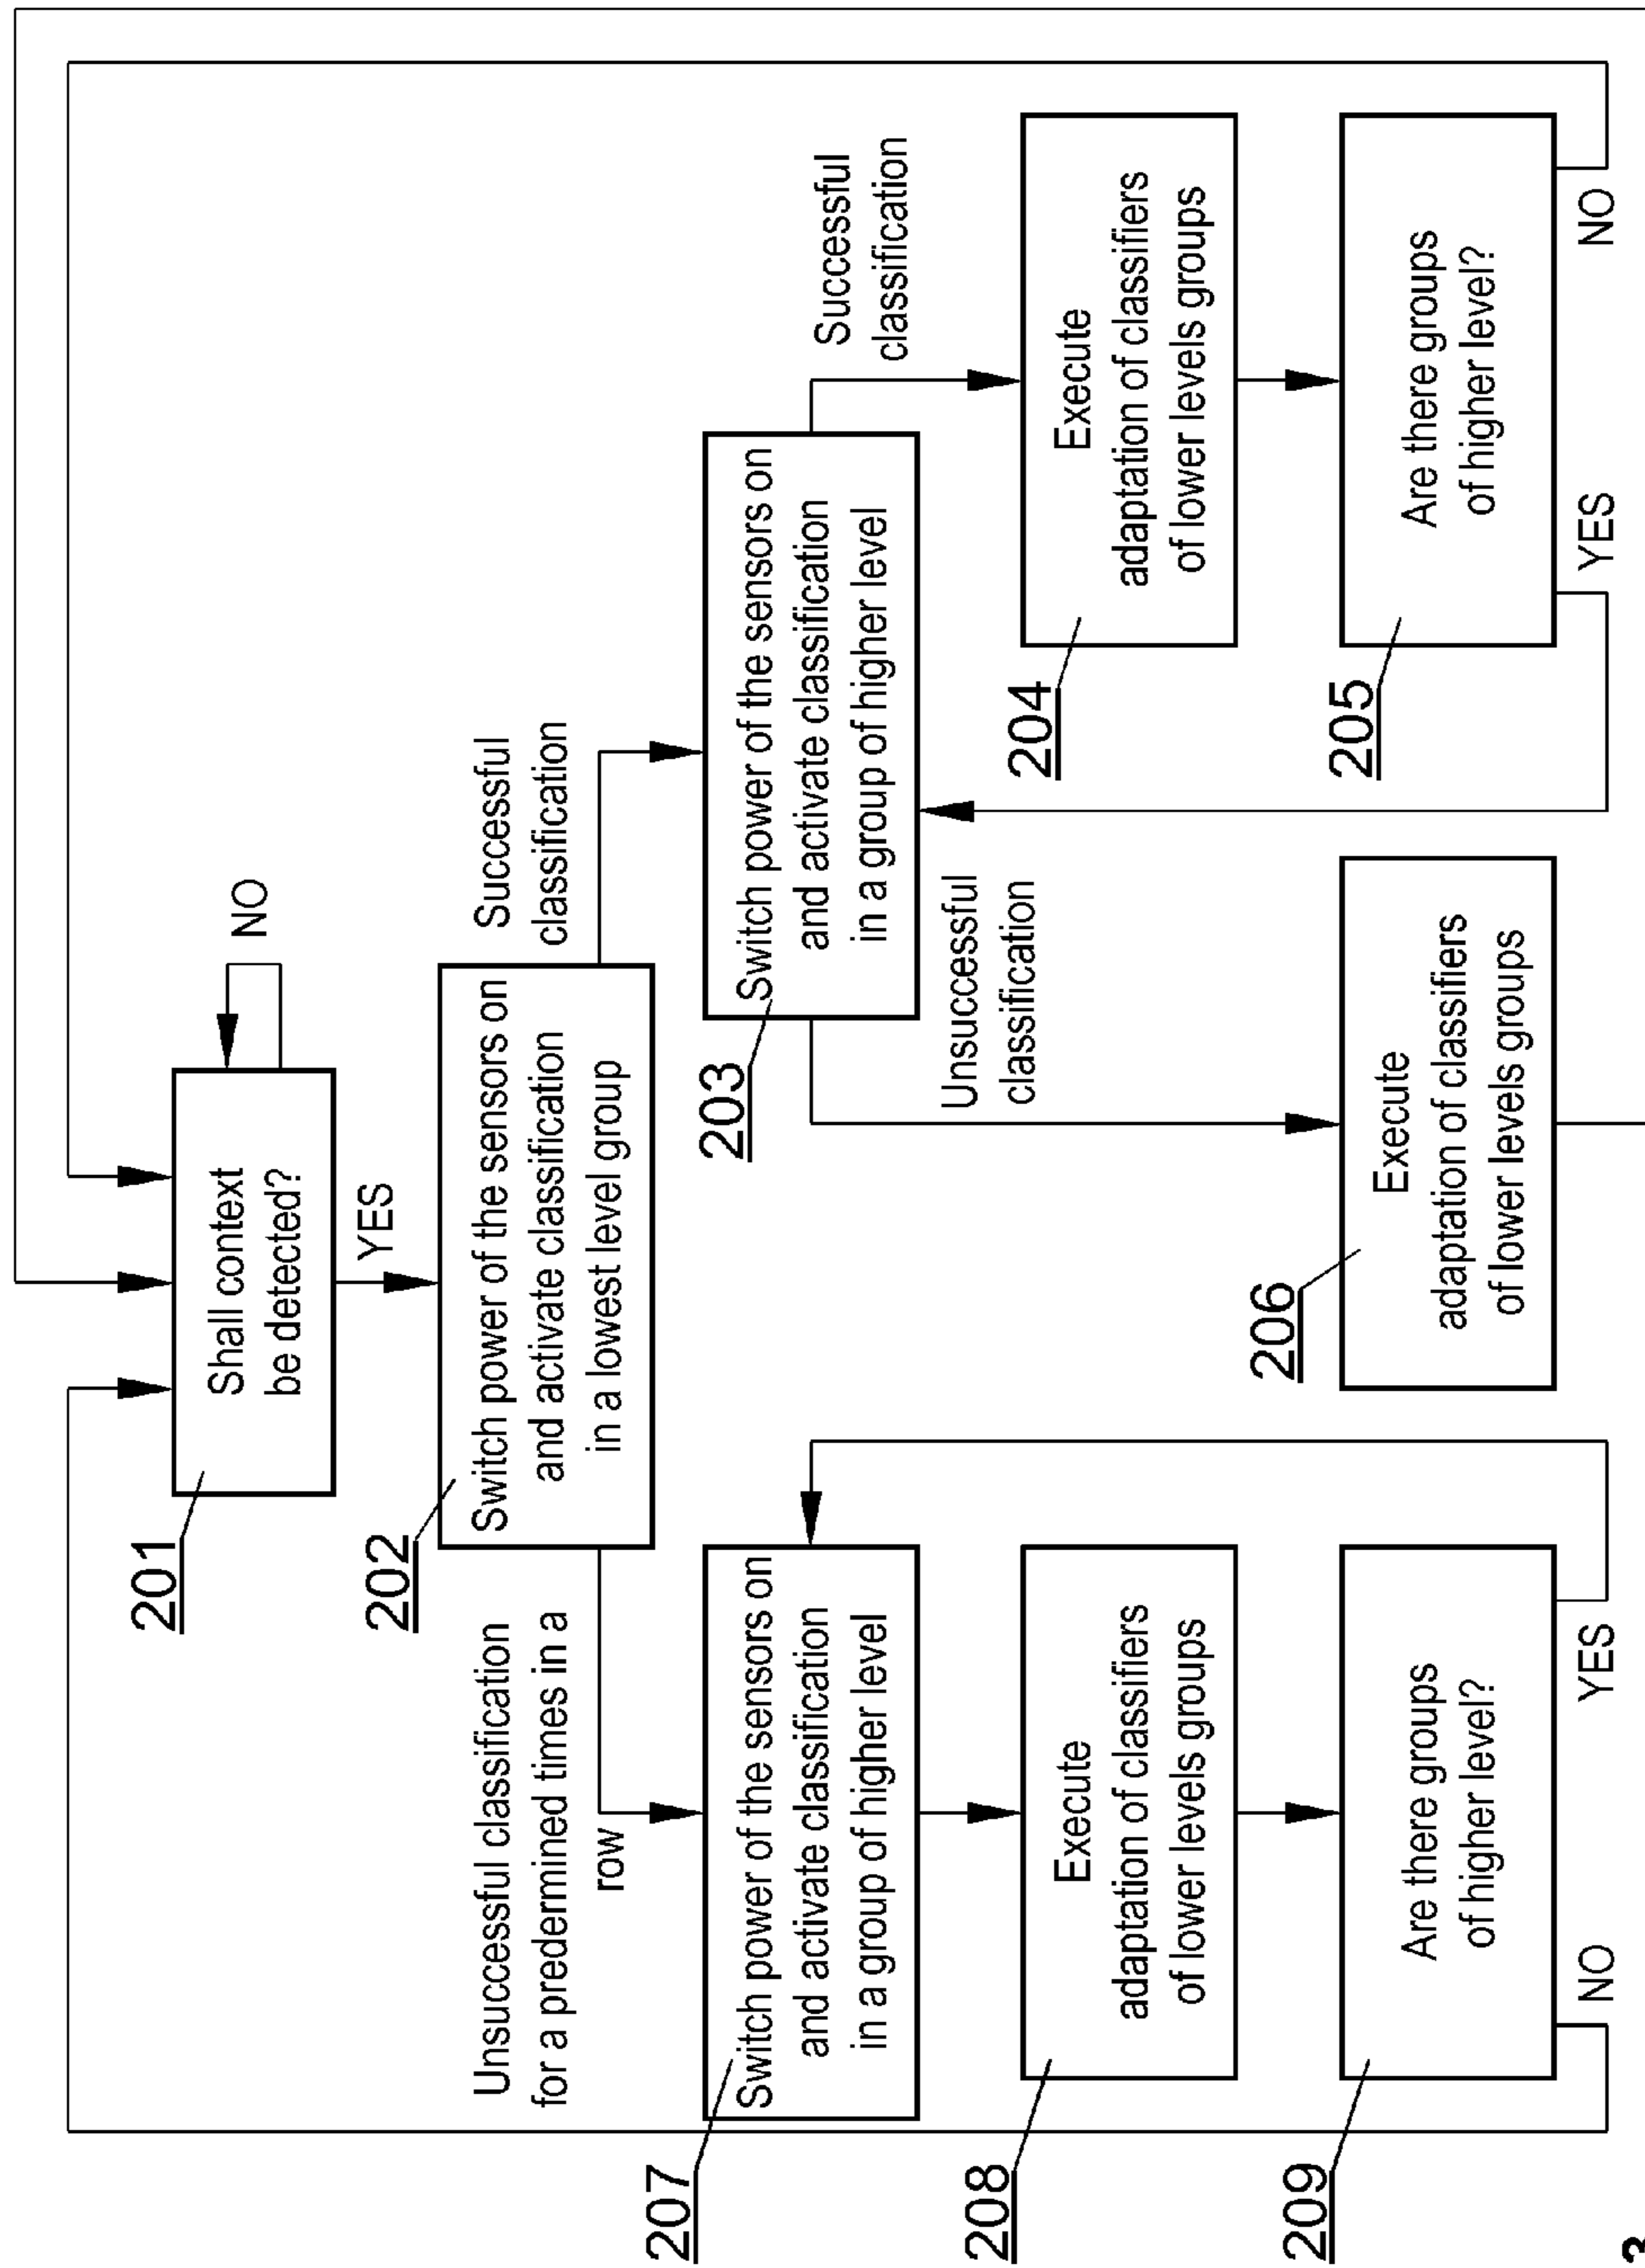 201
Shall context
be detected?
NO
YES
202
Switch power of the sensors on
and activate classification
in a lowest level group
Unsuccessful classification
for a predermined times in a
row
Successful
classification
207
Switch power of the sensors on
and activate classification
in a group of higher level
203
Switch power of the sensors on
and activate classification
in a group of higher level
Successful
classification
Unsuccessful
classification
208
Execute
adaptation of classifiers
of lower levels groups
204
Execute
adaptation of classifiers
of lower levels groups
209
Are there groups
of higher level?
NO
YES
206
Execute
adaptation of classifiers
of lower levels groups
205
Are there groups
of higher level?
YES
NO